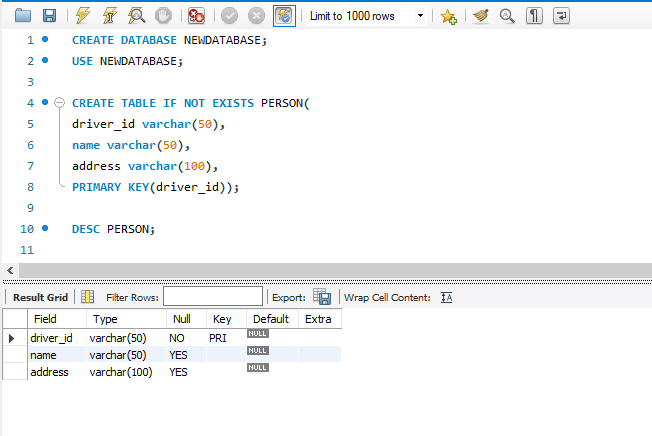 Limit to 1000 rows
1 CREATE DATABASE NEWDATABASE;
2 USE NEWDATABASE;
3
4 CREATE TABLE IF NOT EXISTS PERSON(
5 driver_id varchar(50),
6 name varchar(50),
7 address varchar(100),
8 PRIMARY KEY(driver_id));
9
10 DESC PERSON;
11
Result Grid Filter Rows: Export: Wrap Cell Content: IA
Field Type Null Key Default Extra
driver_id varchar(50) NO PRI NULL
name varchar(50) YES NULL
address varchar(100) YES NULL